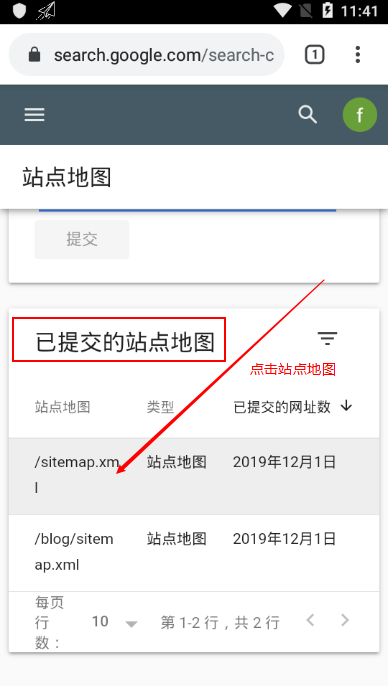 11:41
search.google.com/search-c
1
f
站点地图
提交
已提交的站点地图
点击站点地图
站点地图 类型 已提交的网址数
/sitemap.xm 站点地图 2019年12月1日
l
/blog/sitem 站点地图 2019年12月1日
ap.xml
每页
行
数：
10
第 1-2 行，共 2 行